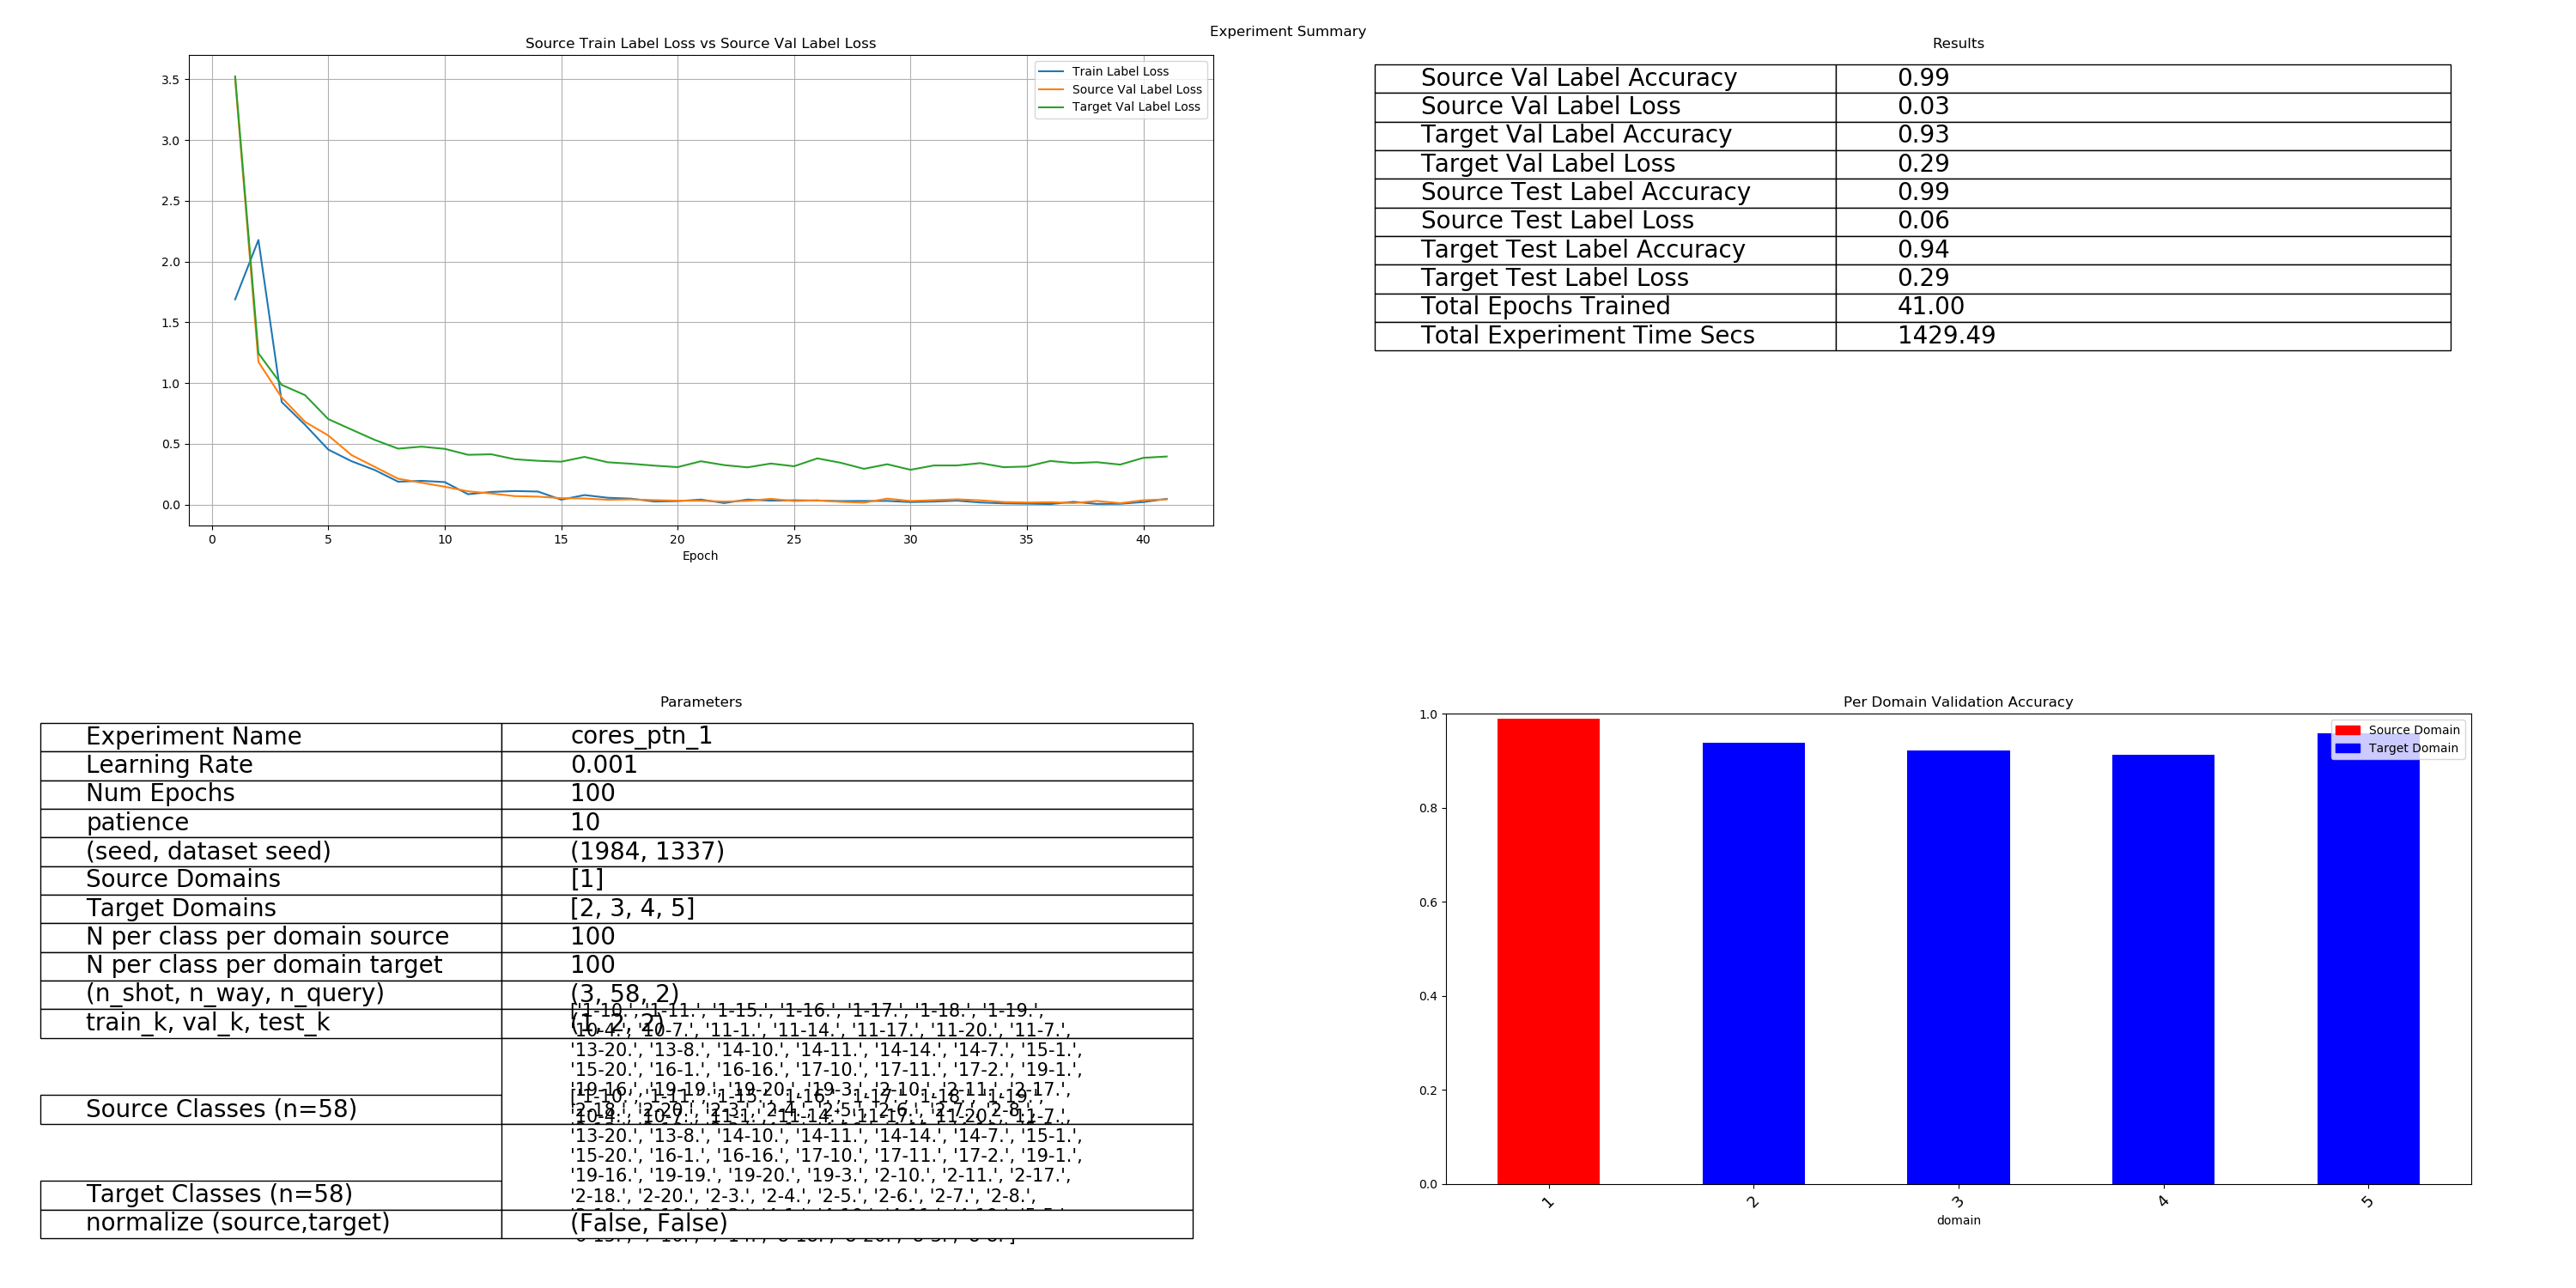 Experiment Summary
Source Train Label Loss vs Source Val Label Loss
3.5
3.0
2.5
2.0
1.5
1.0
0.5
0.0
0 5 10 15 20 25 30 35 40
Epoch
Train Label Loss
Source Val Label Loss
Target Val Label Loss
Results
Source Val Label Accuracy 0.99
Source Val Label Loss 0.03
Target Val Label Accuracy 0.93
Target Val Label Loss 0.29
Source Test Label Accuracy 0.99
Source Test Label Loss 0.06
Target Test Label Accuracy 0.94
Target Test Label Loss 0.29
Total Epochs Trained 41.00
Total Experiment Time Secs 1429.49
Parameters
Experiment Name cores_ptn_1
Learning Rate 0.001
Num Epochs 100
patience 10
(seed, dataset seed) (1984, 1337)
Source Domains [1]
Target Domains [2, 3, 4, 5]
N per class per domain source 100
N per class per domain target 100
(n_shot, n_way, n_query) (3, 58, 2)
train_k, val_k, test_k (1, 2, 2)
['1-10.', '1-11.', '1-15.', '1-16.', '1-17.', '1-18.', '1-19.',
'10-4.', '10-7.', '11-1.', '11-14.', '11-17.', '11-20.', '11-7.',
'13-20.', '13-8.', '14-10.', '14-11.', '14-14.', '14-7.', '15-1.',
'15-20.', '16-1.', '16-16.', '17-10.', '17-11.', '17-2.', '19-1.',
'19-16.', '19-19.', '19-20.', '19-3.', '2-10.', '2-11.', '2-17.',
'2-18.', '2-20.', '2-3.', '2-4.', '2-5.', '2-6.', '2-7.', '2-8.',
Source Classes (n=58)
['1-10.', '1-11.', '1-15.', '1-16.', '1-17.', '1-18.', '1-19.',
'10-4.', '10-7.', '11-1.', '11-14.', '11-17.', '11-20.', '11-7.',
'13-20.', '13-8.', '14-10.', '14-11.', '14-14.', '14-7.', '15-1.',
'15-20.', '16-1.', '16-16.', '17-10.', '17-11.', '17-2.', '19-1.',
'19-16.', '19-19.', '19-20.', '19-3.', '2-10.', '2-11.', '2-17.',
'2-18.', '2-20.', '2-3.', '2-4.', '2-5.', '2-6.', '2-7.', '2-8.',
Target Classes (n=58)
normalize (source,target) (False, False)
Per Domain Validation Accuracy
1.0
0.8
0.6
0.4
0.2
0.0
Source Domain
Target Domain
1 2 3 4 5
domain